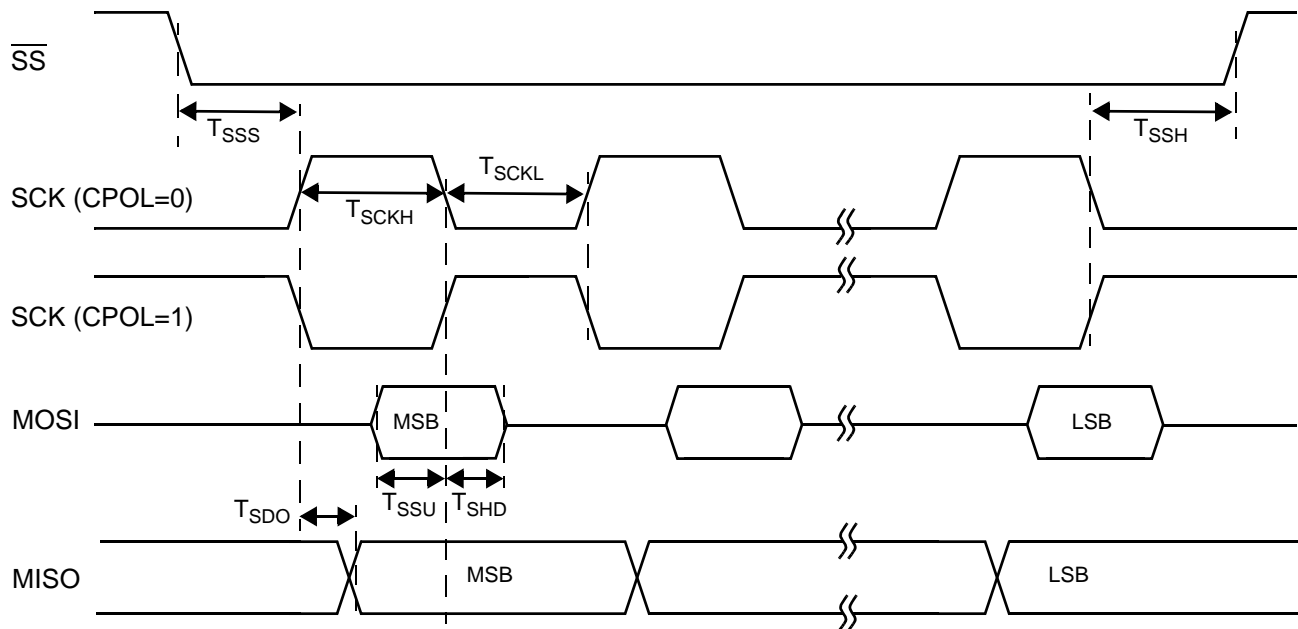 SS
T_SSS
T_SSH
SCK (CPOL=0)
T_SCKH
T_SCKL
SCK (CPOL=1)
MOSI
MSB
LSB
T_SSU
T_SHD
T_SDO
MISO
MSB
LSB